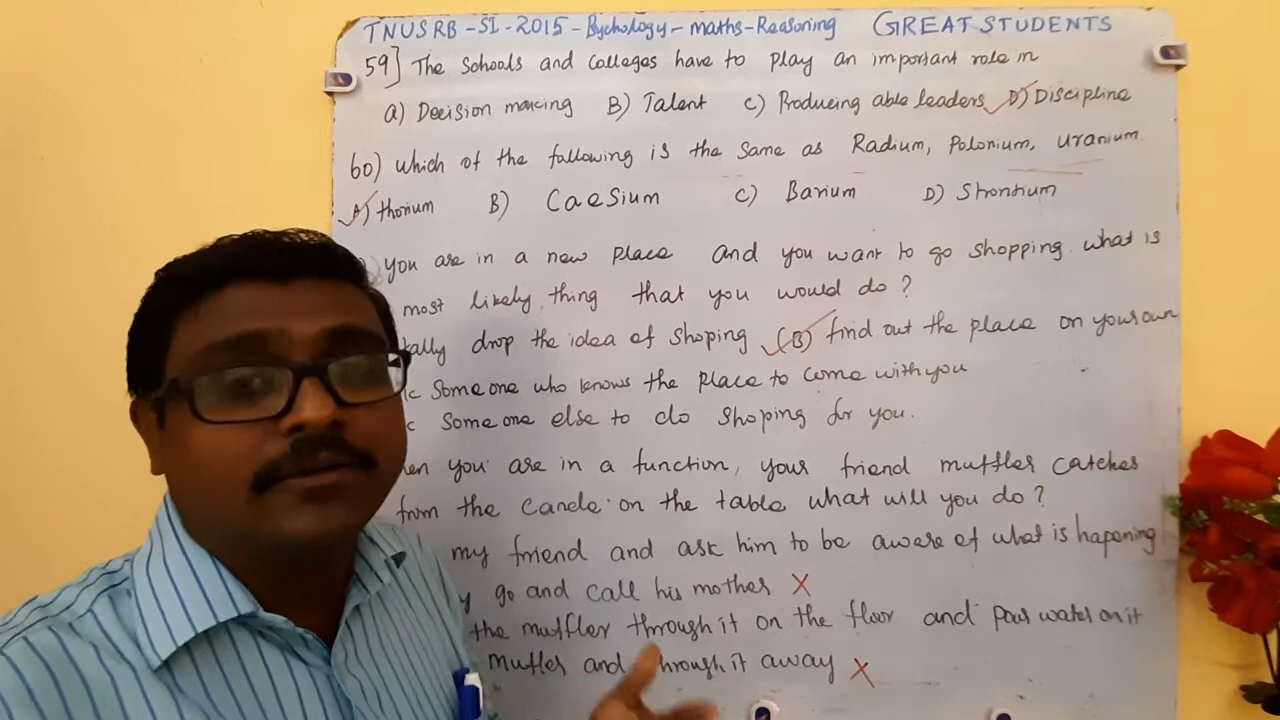 TNUSRB - SI - 2015 - Psychology - maths - Reasoning GREAT STUDENTS
59] The Schools and Colleges have to play an important role in
a) Decision making B) Talent C) Producing able leaders D) Discipline
60) Which of the following is the same as Radium, Polonium, Uranium
A) thorium B) Caesium C) Barium D) Strontium
you are in a new place and you want to go shopping. what is
most likely thing that you would do?
drop the idea of shoping (B) find out the place on your own
Some one who knows the place to come with you
Some one else to do shoping for you.
you are in a function, your friend muffler catches
from the Cande on the table what will you do?
my friend and ask him to be aware of what is hapening
go and call his mother X
the muffler through it on the floor and pour water on it
Mufler and through it away X